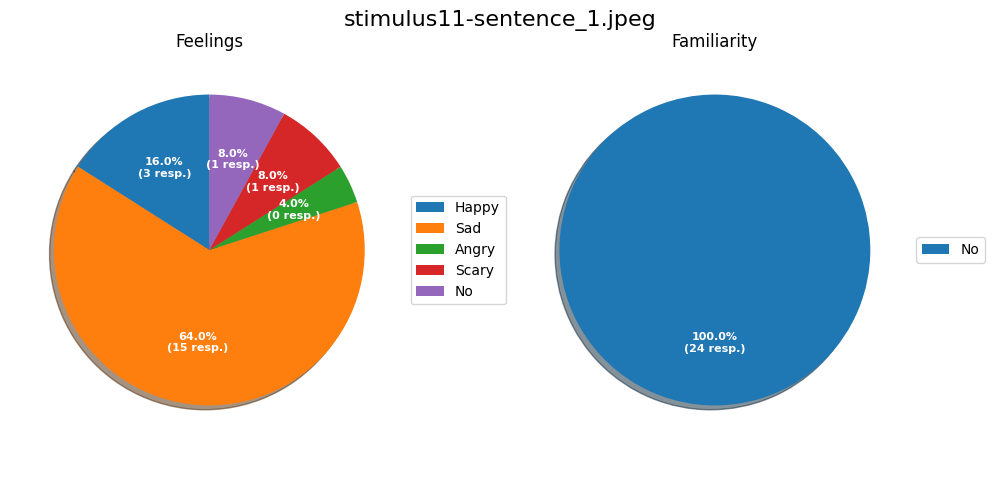 stimulus11-sentence_1.jpeg
Feelings
16.0%
(3 resp.)
64.0%
(15 resp.)
4.0%
(0 resp.)
8.0%
(1 resp.)
8.0%
(1 resp.)
Happy
Sad
Angry
Scary
No
Familiarity
100.0%
(24 resp.)
No